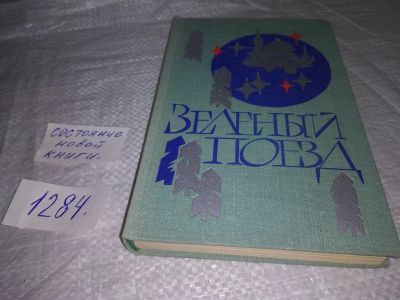 ЗЕЛЕНЫЙ
ПОЕЗД
СОСТОЯНИЕ
НОВОЙ
КНИГИ.
1284.